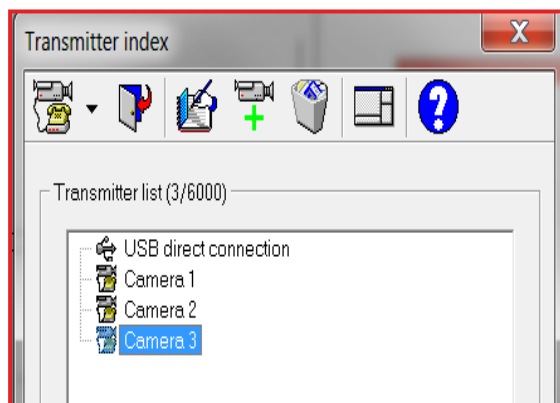 Transmitter index
X
?
Transmitter list (3/6000)
USB direct connection
Camera 1
Camera 2
Camera 3